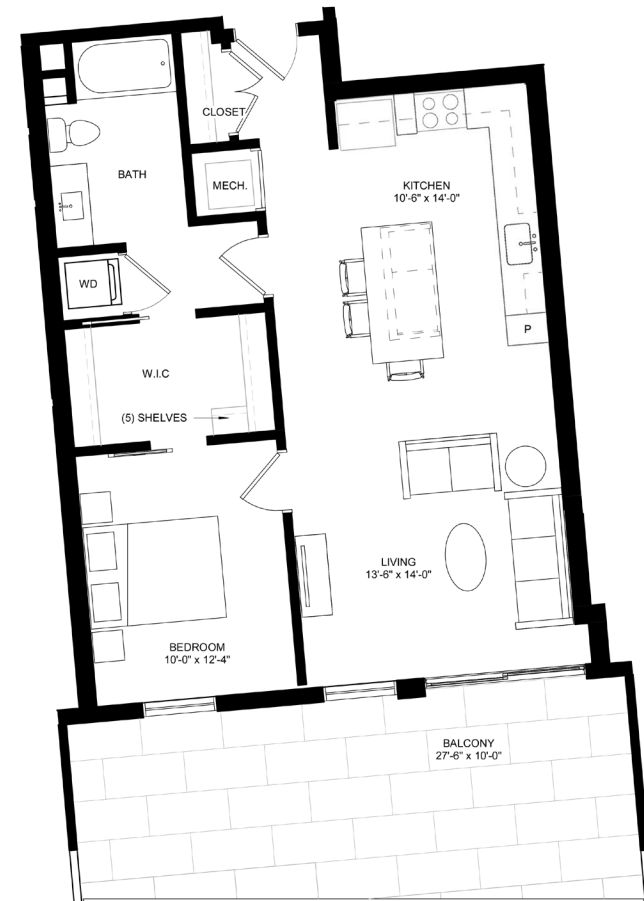 CLOSET
BATH
MECH.
KITCHEN
10'-6" x 14'-0"
WD
P
W.I.C
(5) SHELVES
LIVING
13'-6" x 14'-0"
BEDROOM
10'-0" x 12'-4"
BALCONY
27'-6" x 10'-0"